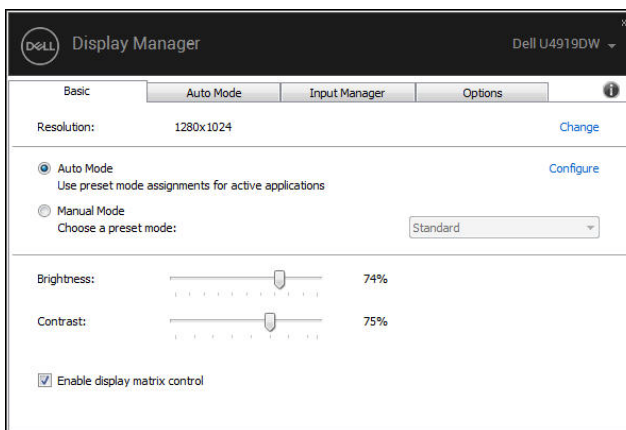 DELL Display Manager Dell U4919DW
x
Basic Auto Mode Input Manager Options i
Resolution: 1280x1024 Change
Auto Mode Configure
Use preset mode assignments for active applications
Manual Mode
Choose a preset mode: Standard
Brightness: 74%
Contrast: 75%
Enable display matrix control